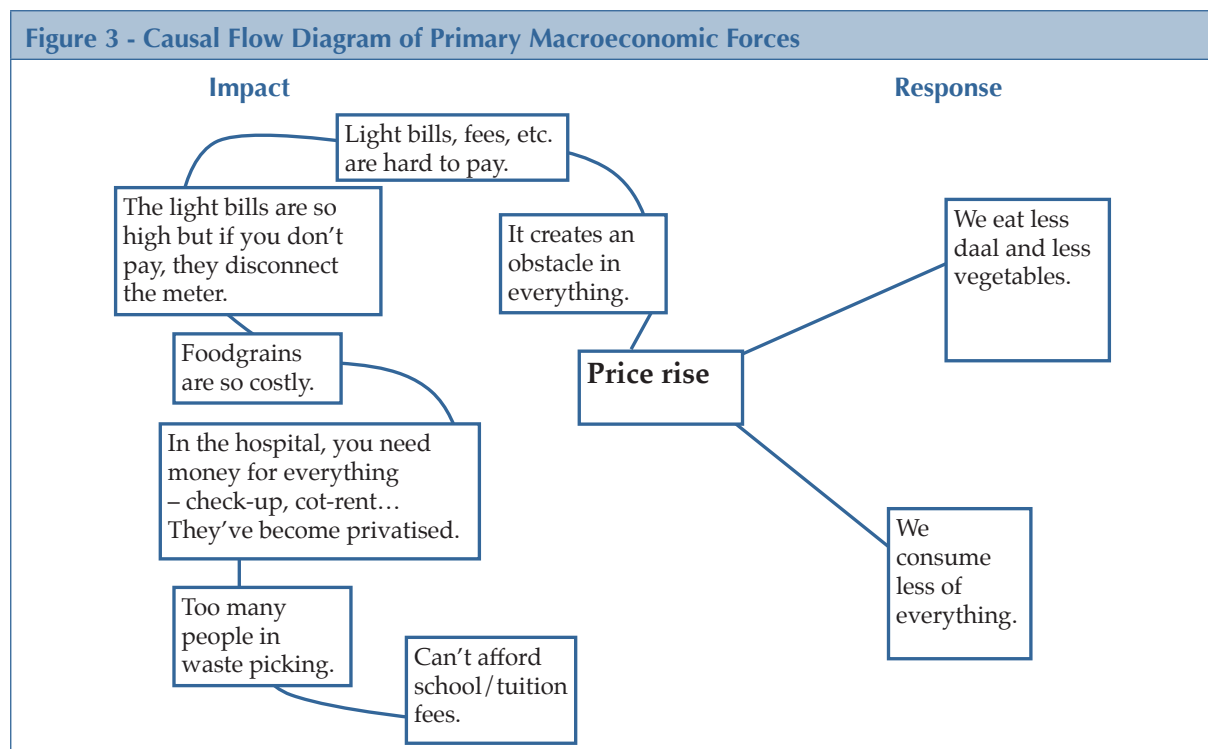 Figure 3 - Causal Flow Diagram of Primary Macroeconomic Forces
Impact
Response
Light bills, fees, etc.
are hard to pay.
The light bills are so
high but if you don't
pay, they disconnect
the meter.
It creates an
obstacle in
everything.
We eat less
daal and less
vegetables.
Foodgrains
are so costly.
Price rise
In the hospital, you need
money for everything
– check-up, cot-rent…
They've become privatised.
We
consume
less of
everything.
Too many
people in
waste picking.
Can't afford
school/tuition
fees.